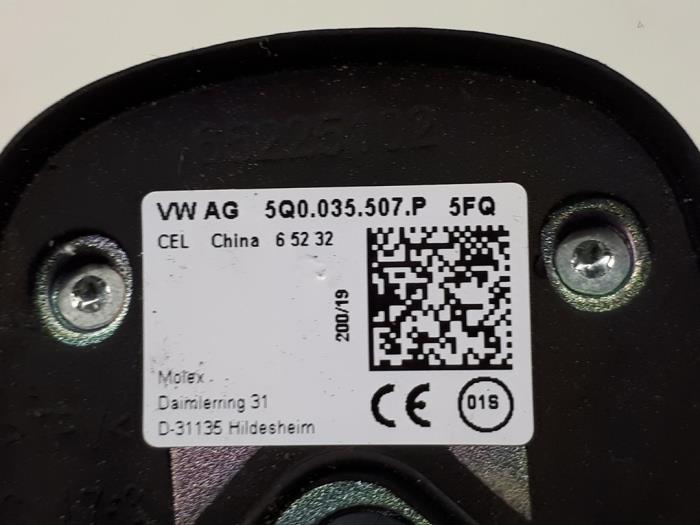 VW AG 5Q0.035.507.P 5FQ
CEL China 6 52 32
200/19
Molex
Daimlerring 31
D-31135 Hildesheim
CE
01S